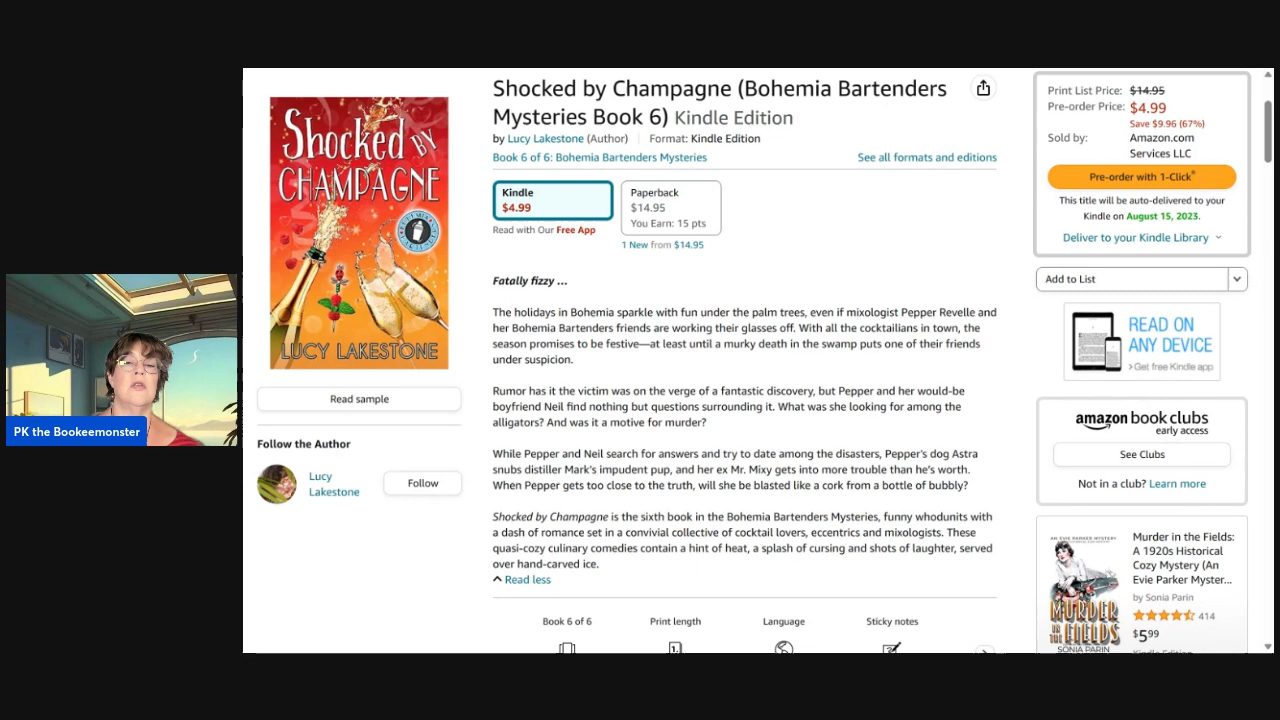 Shocked by Champagne (Bohemia Bartenders
Mysteries Book 6) Kindle Edition
by Lucy Lakestone (Author) Format: Kindle Edition
Book 6 of 6: Bohemia Bartenders Mysteries
See all formats and editions
Kindle
$4.99
Read with Our Free App
Paperback
$14.95
You Earn: 15 pts
1 New from $14.95
Fatally fizzy ...
The holidays in Bohemia sparkle with fun under the palm trees, even if mixologist Pepper Revelle and
her Bohemia Bartenders friends are working their glasses off. With all the cocktailians in town, the
season promises to be festive—at least until a murky death in the swamp puts one of their friends
under suspicion.
Rumor has it the victim was on the verge of a fantastic discovery, but Pepper and her would-be
boyfriend Neil find nothing but questions surrounding it. What was she looking for among the
alligators? And was it a motive for murder?
While Pepper and Neil search for answers and try to date among the disasters, Pepper's dog Astra
snubs distiller Mark's impudent pup, and her ex Mr. Mixy gets into more trouble than he's worth.
When Pepper gets too close to the truth, will she be blasted like a cork from a bottle of bubbly?
Shocked by Champagne is the sixth book in the Bohemia Bartenders Mysteries, funny whodunits with
a dash of romance set in a convivial collective of cocktail lovers, eccentrics and mixologists. These
quasi-cozy culinary comedies contain a hint of heat, a splash of cursing and shots of laughter, served
over hand-carved ice.
Read less
Book 6 of 6
Print length
Language
Sticky notes
Shocked BY
CHAMPAGNE
LUCY LAKESTONE
Read sample
Follow the Author
Lucy
Lakestone
Follow
PK the Bookeemonster
Print List Price: $14.95
Pre-order Price: $4.99
Save $9.96 (67%)
Sold by: Amazon.com
Services LLC
Pre-order with 1-Click®
This title will be auto-delivered to your
Kindle on August 15, 2023.
Deliver to your Kindle Library
Add to List
READ ON
ANY DEVICE
› Get free Kindle app
amazon book clubs
early access
See Clubs
Not in a club? Learn more
AN EVIE PARKER MYSTERY
MURDER
IN THE
FIELDS
SONIA PARIN
Murder in the Fields:
A 1920s Historical
Cozy Mystery (An
Evie Parker Myster...
by Sonia Parin
414
$5.99
Kindle Edition